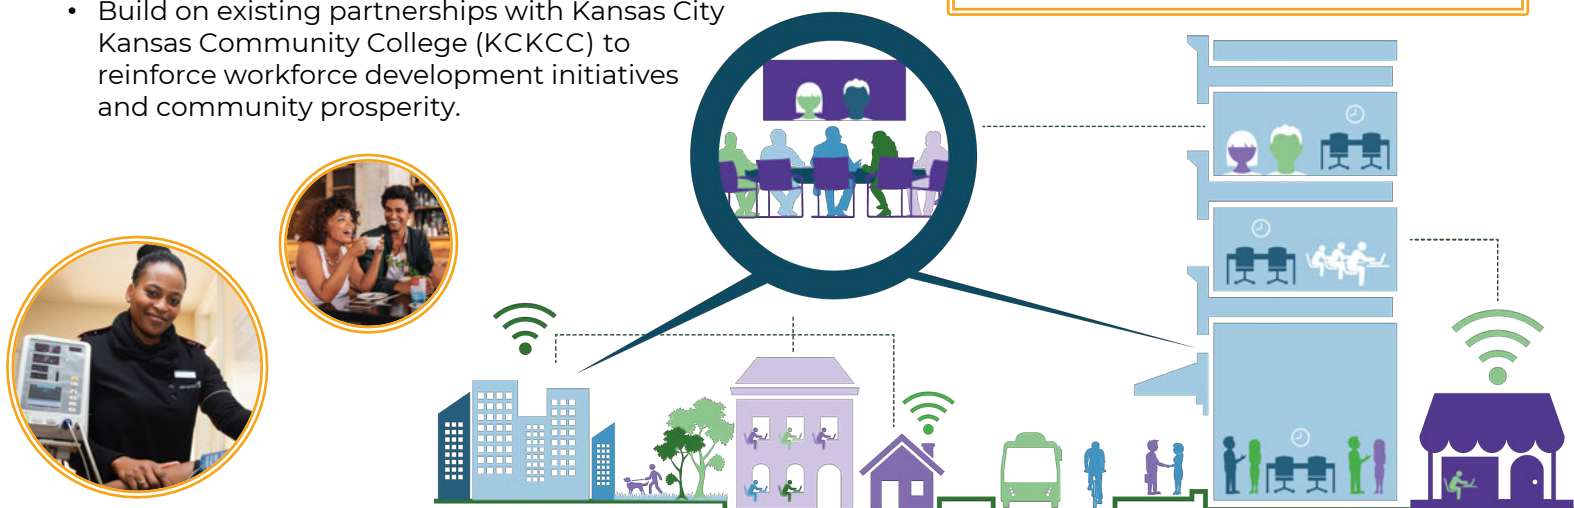 • Build on existing partnerships with Kansas City
Kansas Community College (KCKCC) to
reinforce workforce development initiatives
and community prosperity.